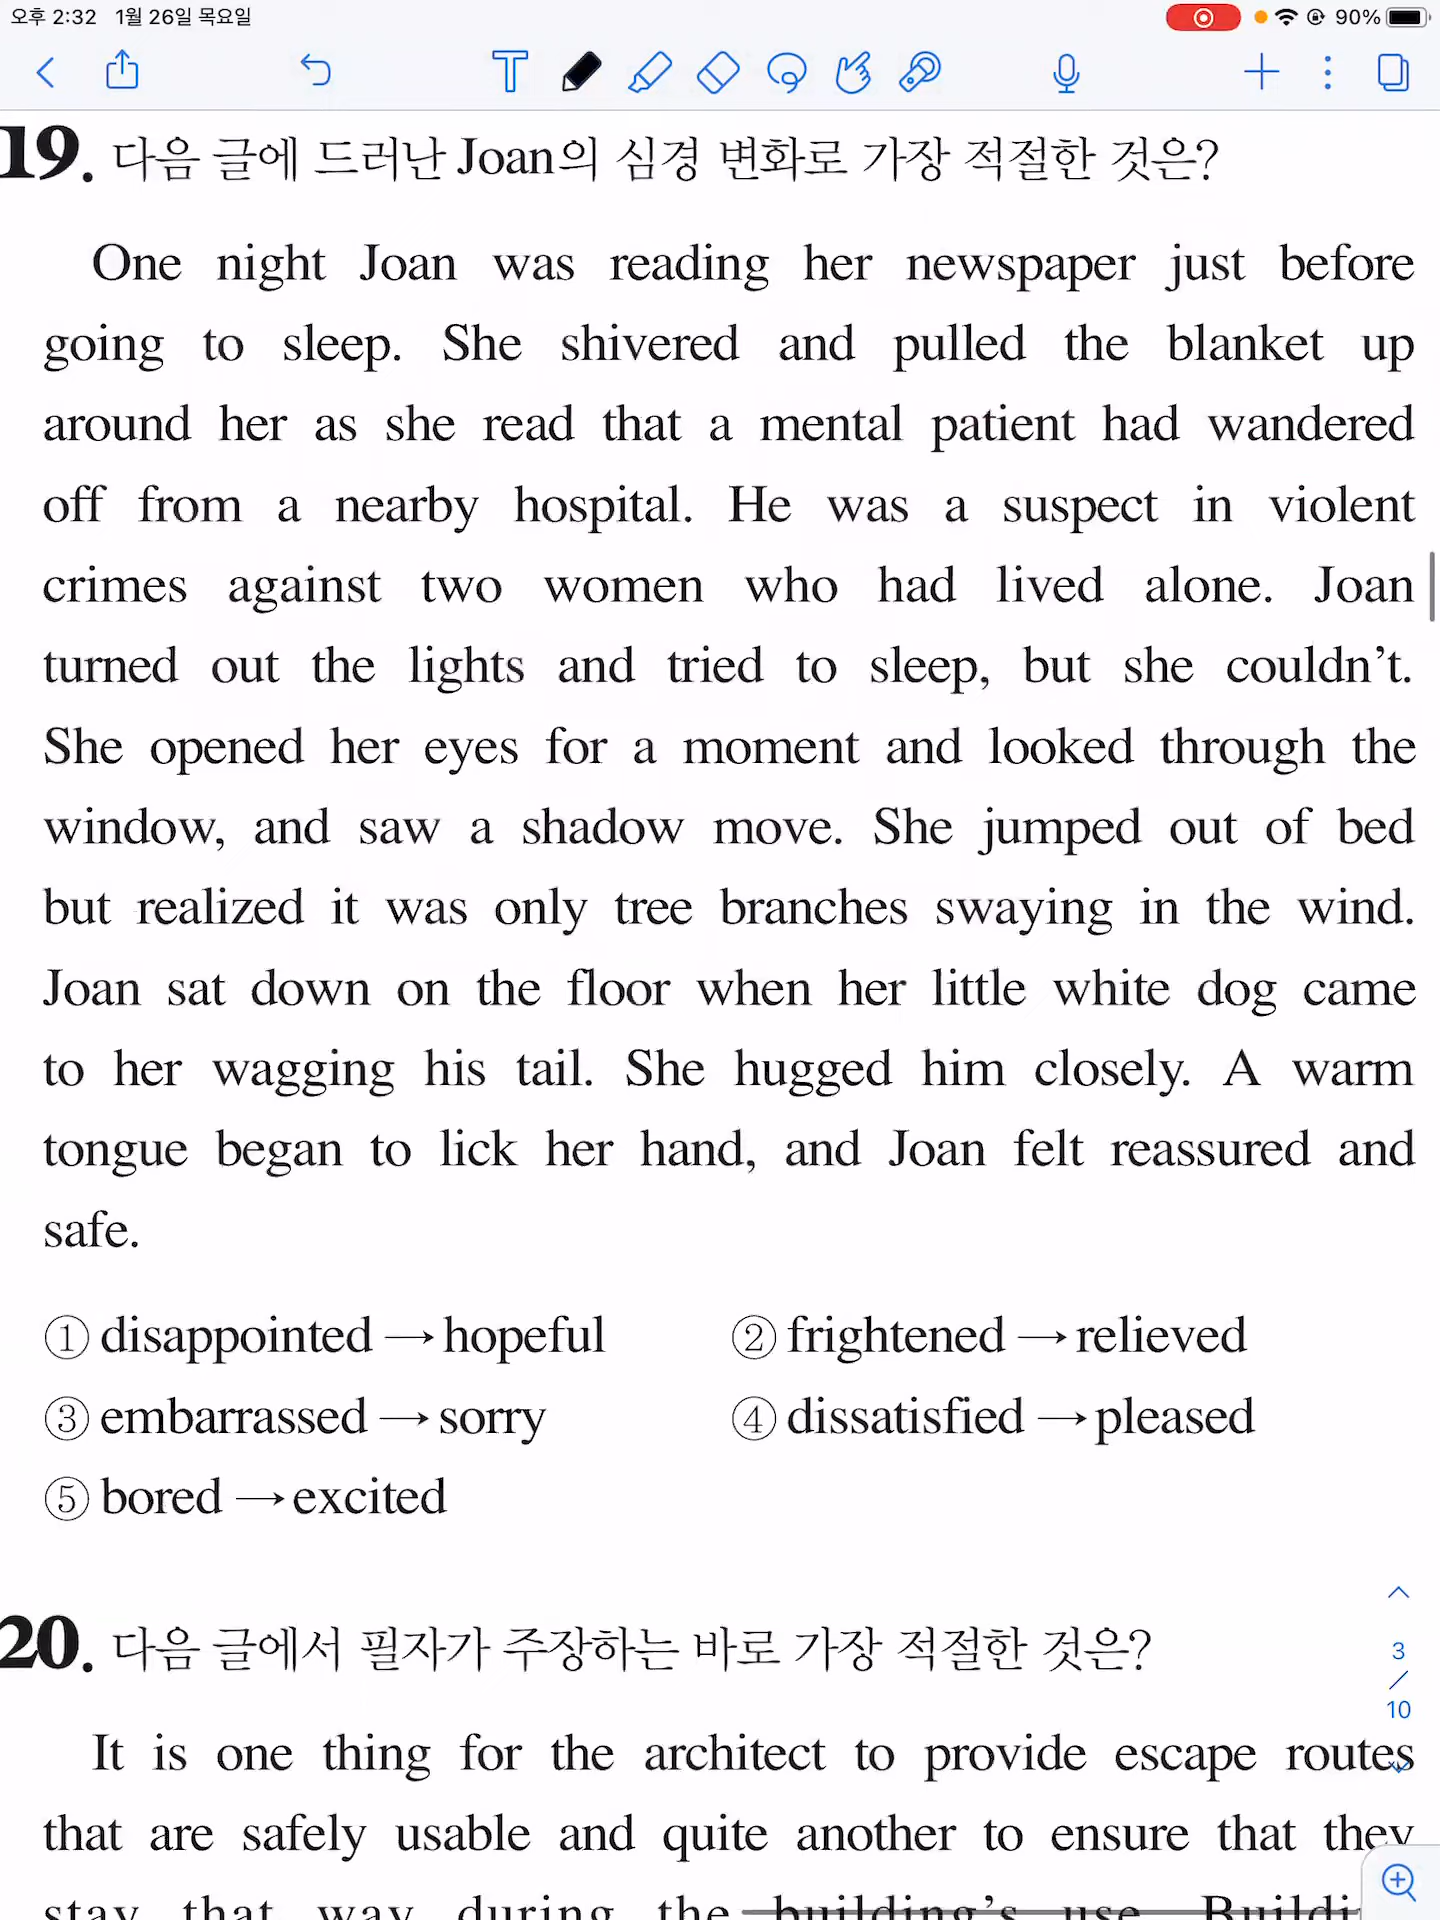 오후 2:32 1월 26일 목요일 90%
19. 다음 글에 드러난 Joan의 심경 변화로 가장 적절한 것은?
One night Joan was reading her newspaper just before
going to sleep. She shivered and pulled the blanket up
around her as she read that a mental patient had wandered
off from a nearby hospital. He was a suspect in violent
crimes against two women who had lived alone. Joan
turned out the lights and tried to sleep, but she couldn't.
She opened her eyes for a moment and looked through the
window, and saw a shadow move. She jumped out of bed
but realized it was only tree branches swaying in the wind.
Joan sat down on the floor when her little white dog came
to her wagging his tail. She hugged him closely. A warm
tongue began to lick her hand, and Joan felt reassured and
safe.
① disappointed → hopeful ② frightened → relieved
③ embarrassed → sorry ④ dissatisfied → pleased
⑤ bored → excited
20. 다음 글에서 필자가 주장하는 바로 가장 적절한 것은?
3
/
10
It is one thing for the architect to provide escape routes
that are safely usable and quite another to ensure that they
stay that way during the building's use. Buildi